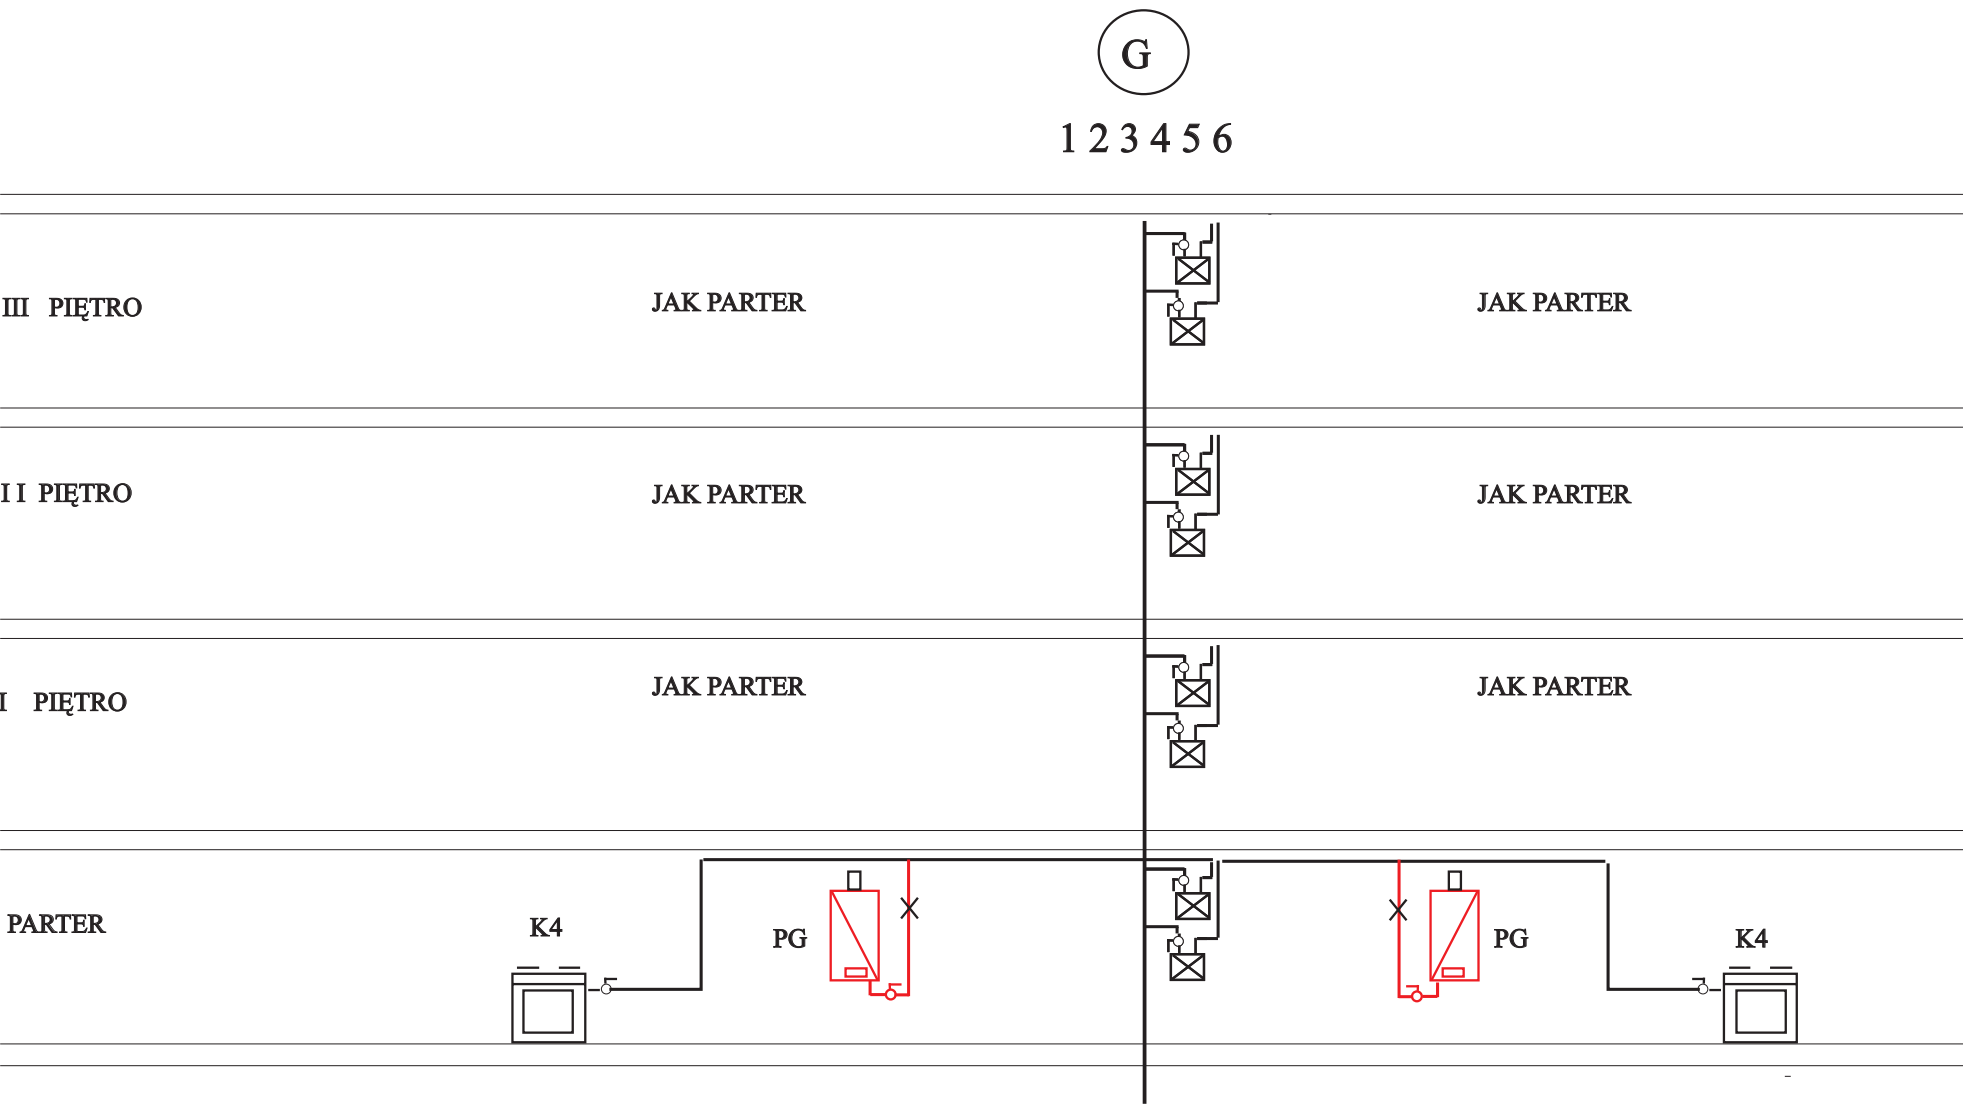 G
1 2 3 4 5 6
III PIĘTRO JAK PARTER JAK PARTER
I I PIĘTRO JAK PARTER JAK PARTER
I PIĘTRO JAK PARTER JAK PARTER
PARTER K4 PG PG K4